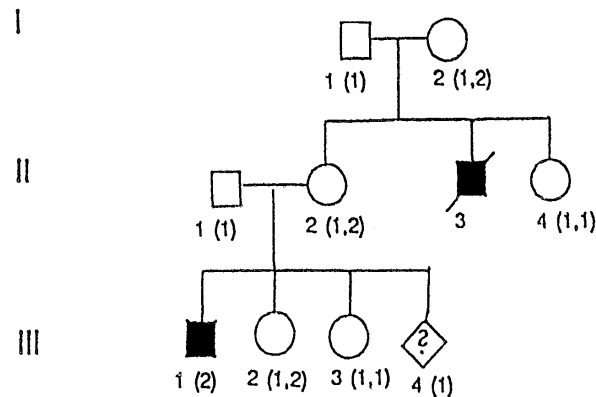 I
1 (1) 2 (1,2)
II
1 (1) 2 (1,2) 3 4 (1,1)
III
?
1 (2) 2 (1,2) 3 (1,1) 4 (1)